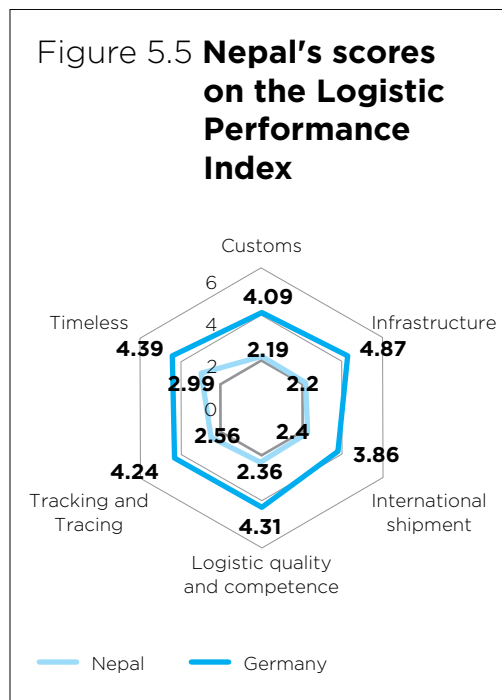 Figure 5.5 Nepal's scores
on the Logistic
Performance
Index
Customs
6
4.09
Timeless
4
Infrastructure
4.39
2.19
4.87
2
2.99
2.2
0
2.56
2.4
3.86
4.24
2.36
Tracking and
Tracing
4.31
International
shipment
Logistic quality
and competence
Nepal
Germany